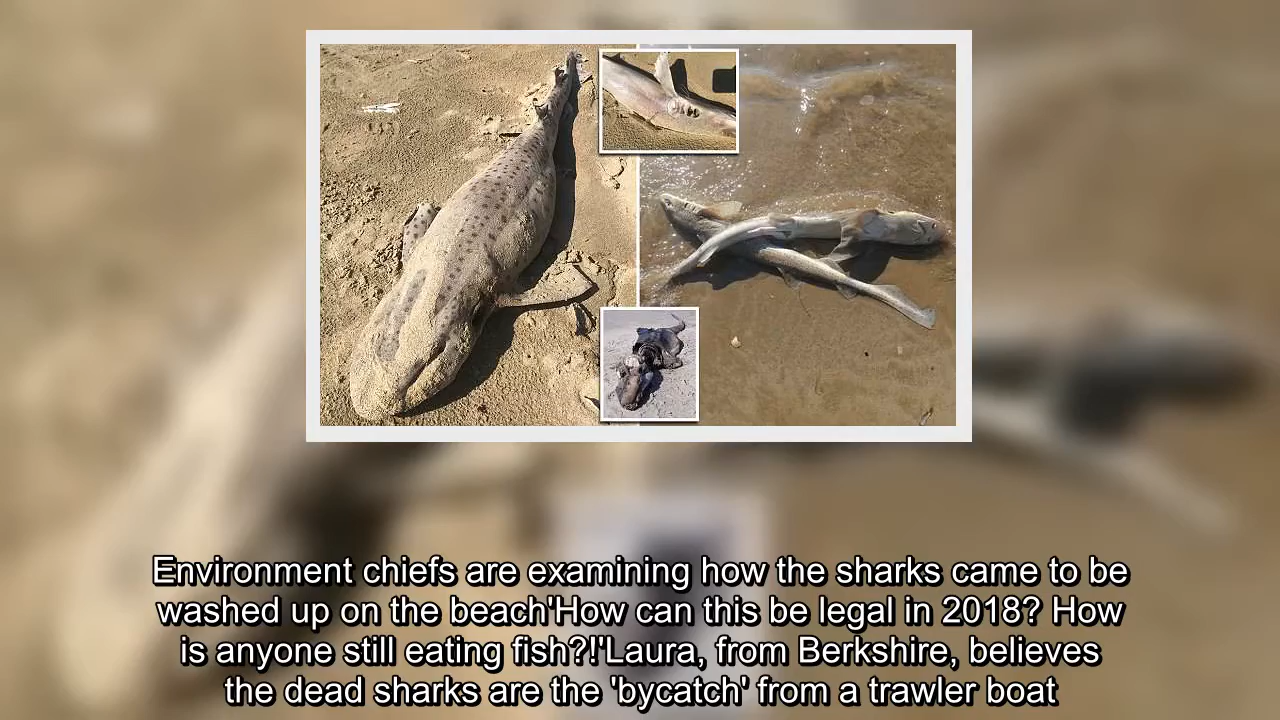 Environment chiefs are examining how the sharks came to be
washed up on the beach'How can this be legal in 2018? How
is anyone still eating fish?!'Laura, from Berkshire, believes
the dead sharks are the 'bycatch' from a trawler boat